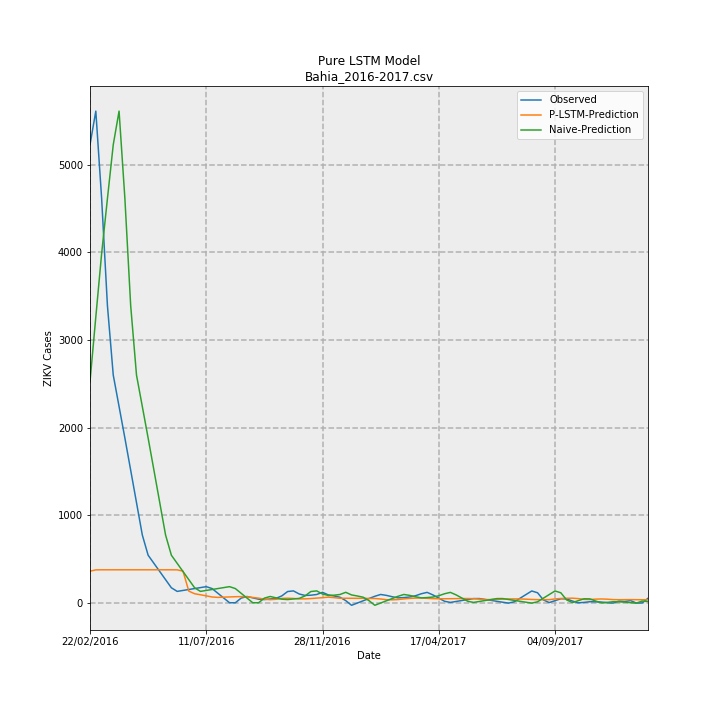 Pure LSTM Model
Bahia_2016-2017.csv
Observed
P-LSTM-Prediction
Naive-Prediction
ZIKV Cases
5000
4000
3000
2000
1000
0
22/02/2016
11/07/2016
28/11/2016
17/04/2017
04/09/2017
Date